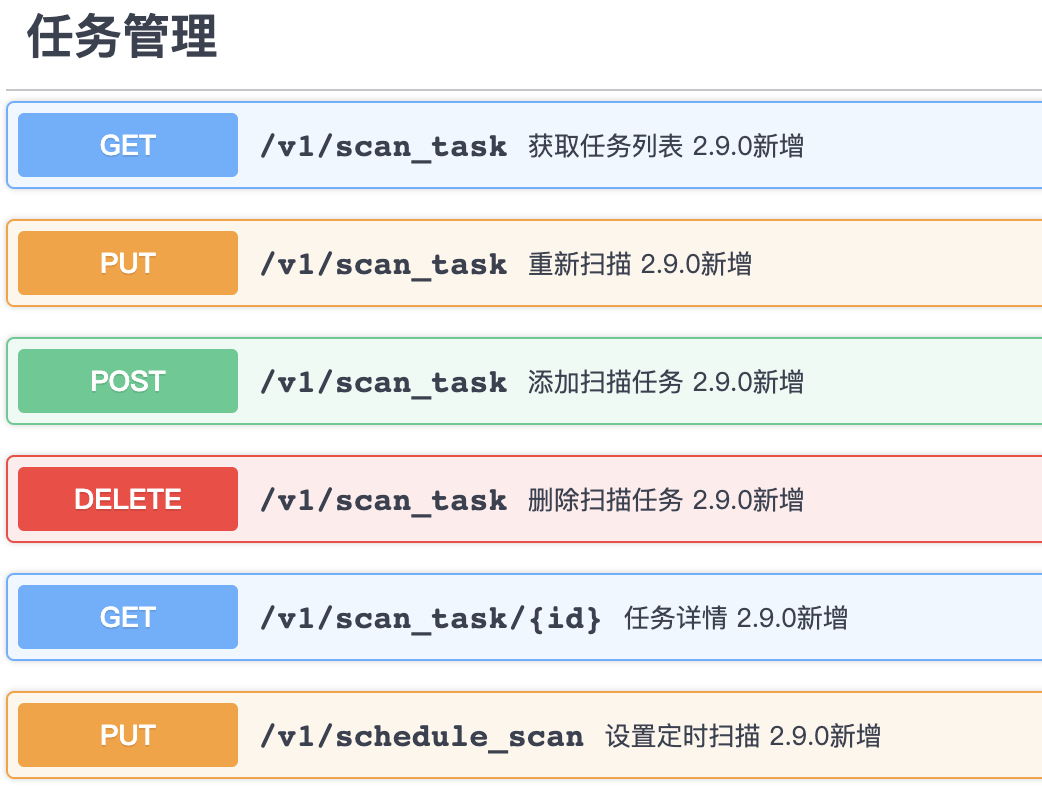 任务管理
GET /v1/scan_task 获取任务列表 2.9.0新增
PUT /v1/scan_task 重新扫描 2.9.0新增
POST /v1/scan_task 添加扫描任务 2.9.0新增
DELETE /v1/scan_task 删除扫描任务 2.9.0新增
GET /v1/scan_task/{id} 任务详情 2.9.0新增
PUT /v1/schedule_scan 设置定时扫描 2.9.0新增